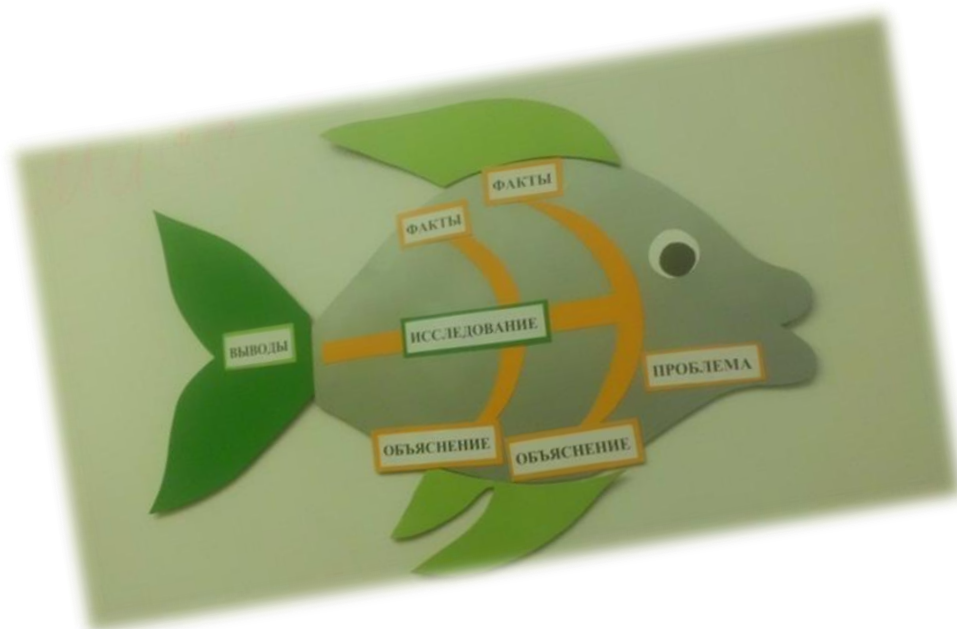 ФАКТЫ
ФАКТЫ
ИССЛЕДОВАНИЕ
ВЫВОДЫ
ПРОБЛЕМА
ОБЪЯСНЕНИЕ
ОБЪЯСНЕНИЕ